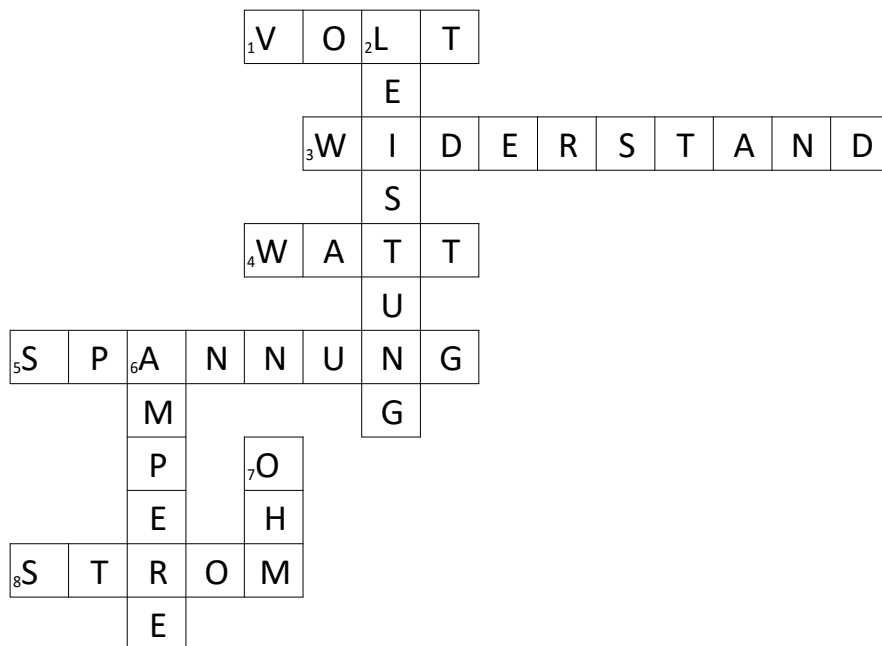 1V O 2L T
E
3W I D E R S T A N D
S
4W A T T
U
5S P 6A N N U N G
M G
P 7O
E H
8S T R O M
E